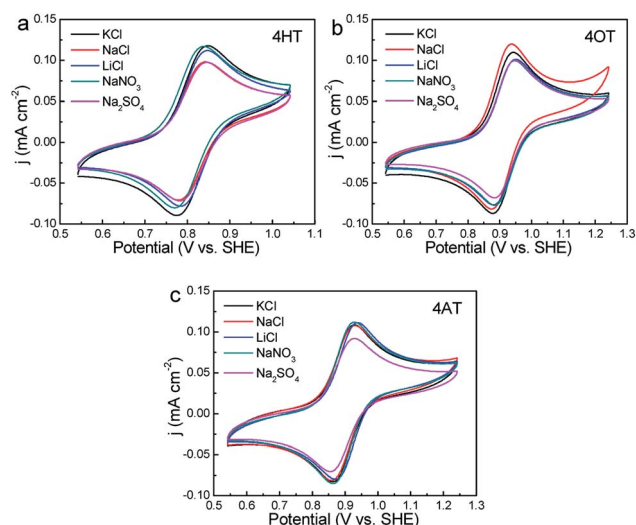 a
4HT
KCl
NaCl
LiCl
NaNO3
Na2SO4
j (mA cm-2)
0.15
0.10
0.05
0.00
-0.05
-0.10
0.5 0.6 0.7 0.8 0.9 1.0 1.1
Potential (V vs. SHE)
b
4OT
KCl
NaCl
LiCl
NaNO3
Na2SO4
j (mA cm-2)
0.15
0.10
0.05
0.00
-0.05
-0.10
0.5 0.6 0.7 0.8 0.9 1.0 1.1 1.2 1.3
Potential (V vs. SHE)
c
4AT
KCl
NaCl
LiCl
NaNO3
Na2SO4
j (mA cm-2)
0.15
0.10
0.05
0.00
-0.05
-0.10
0.5 0.6 0.7 0.8 0.9 1.0 1.1 1.2 1.3
Potential (V vs. SHE)